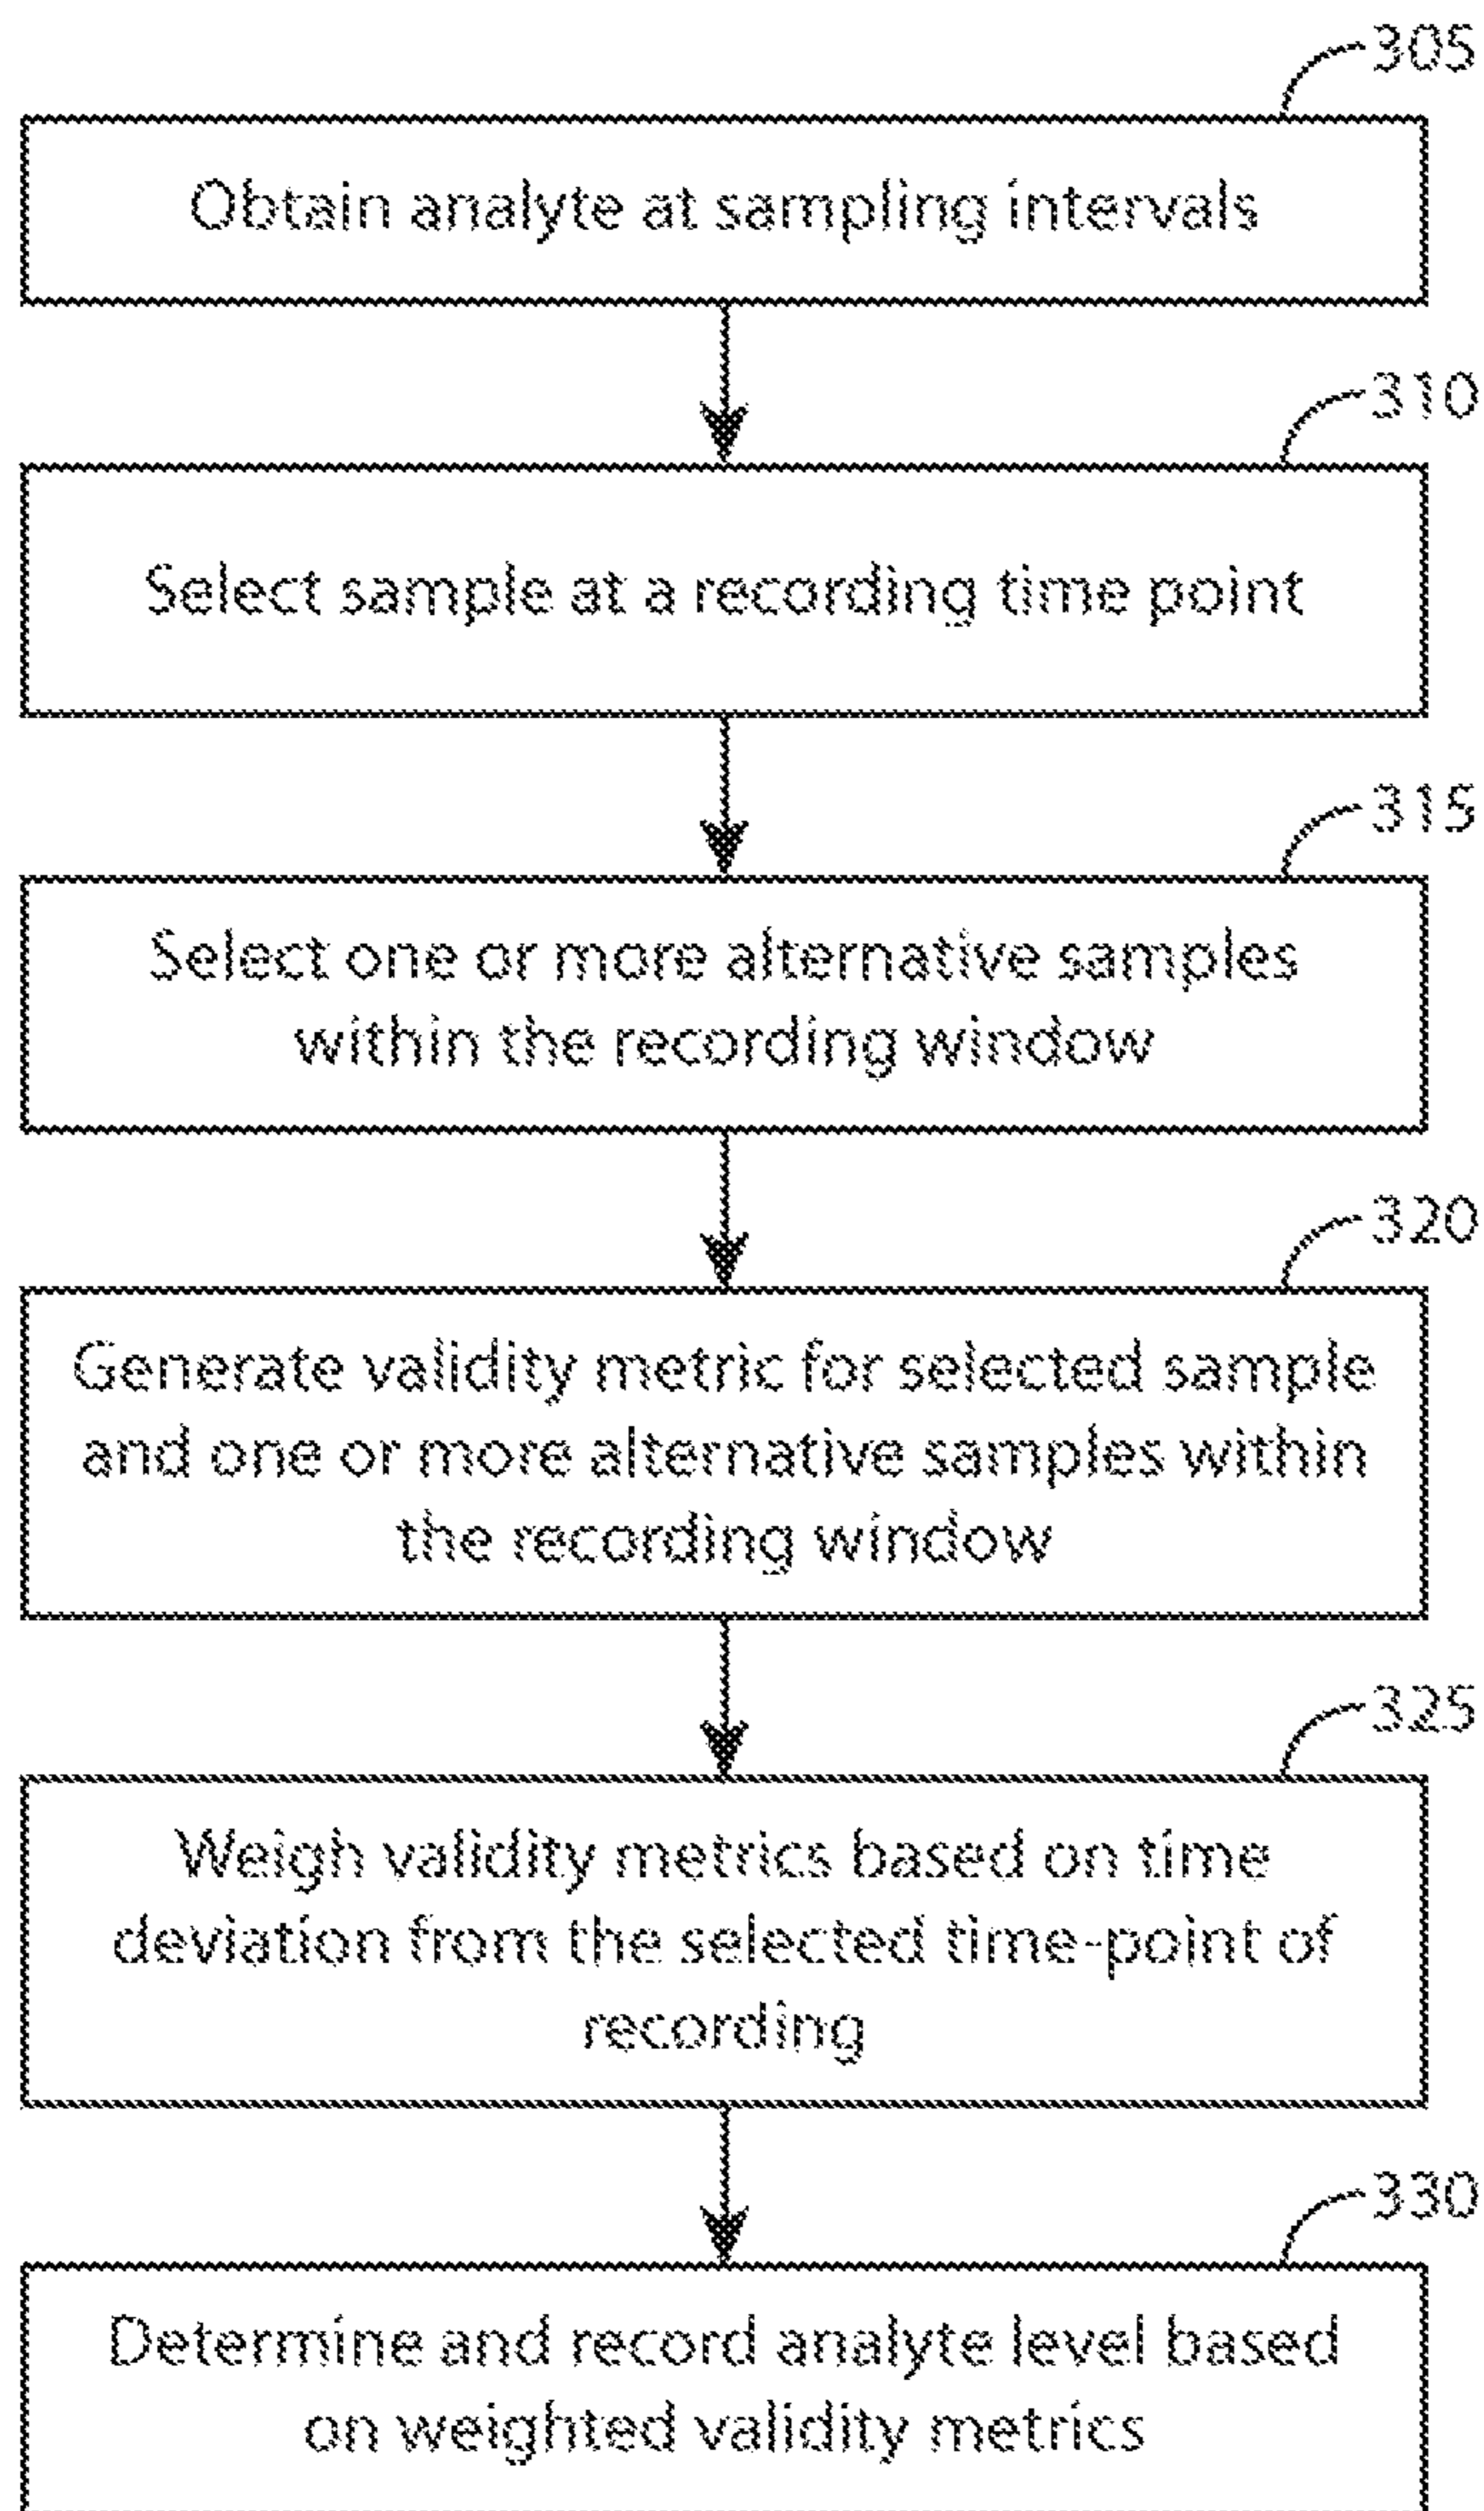 305
Obtain analyte at sampling intervals
310
Select sample at a recording time point
315
Select one or more alternative samples
within the recording window
320
Generate validity metric for selected sample
and one or more alternative samples within
the recording window
325
Weigh validity metrics based on time
deviation from the selected time-point of
recording
330
Determine and record analyte level based
on weighted validity metrics